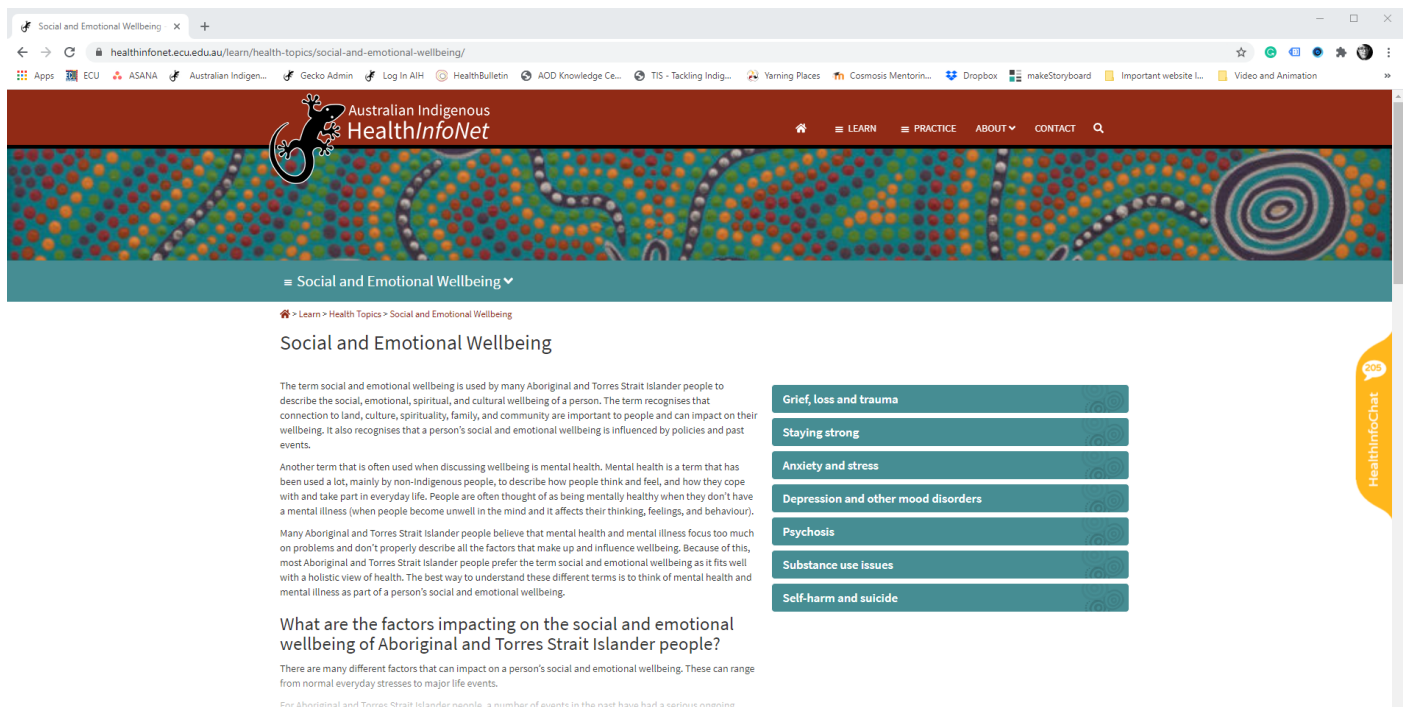 Social and Emotional Wellbeing
healthinfonet.ecu.edu.au/learn/health-topics/social-and-emotional-wellbeing/
Apps ECU ASANA Australian Indigen... Gecko Admin Log In AIH HealthBulletin AOD Knowledge Ce... TIS - Tackling Indig... Yarning Places Cosmosis Mentorin... Dropbox makeStoryboard Important website l... Video and Animation »
Australian Indigenous
HealthInfoNet
LEARN PRACTICE ABOUT CONTACT
Social and Emotional Wellbeing
> Learn > Health Topics > Social and Emotional Wellbeing
Social and Emotional Wellbeing
The term social and emotional wellbeing is used by many Aboriginal and Torres Strait Islander people to
describe the social, emotional, spiritual, and cultural wellbeing of a person. The term recognises that
connection to land, culture, spirituality, family, and community are important to people and can impact on their
wellbeing. It also recognises that a person's social and emotional wellbeing is influenced by policies and past
events.
Another term that is often used when discussing wellbeing is mental health. Mental health is a term that has
been used a lot, mainly by non-Indigenous people, to describe how people think and feel, and how they cope
with and take part in everyday life. People are often thought of as being mentally healthy when they don't have
a mental illness (when people become unwell in the mind and it affects their thinking, feelings, and behaviour).
Many Aboriginal and Torres Strait Islander people believe that mental health and mental illness focus too much
on problems and don't properly describe all the factors that make up and influence wellbeing. Because of this,
most Aboriginal and Torres Strait Islander people prefer the term social and emotional wellbeing as it fits well
with a holistic view of health. The best way to understand these different terms is to think of mental health and
mental illness as part of a person's social and emotional wellbeing.
What are the factors impacting on the social and emotional
wellbeing of Aboriginal and Torres Strait Islander people?
There are many different factors that can impact on a person's social and emotional wellbeing. These can range
from normal everyday stresses to major life events.
For Aboriginal and Torres Strait Islander people, a number of events in the past have had a serious ongoing
Grief, loss and trauma
Staying strong
Anxiety and stress
Depression and other mood disorders
Psychosis
Substance use issues
Self-harm and suicide
205
HealthInfoChat